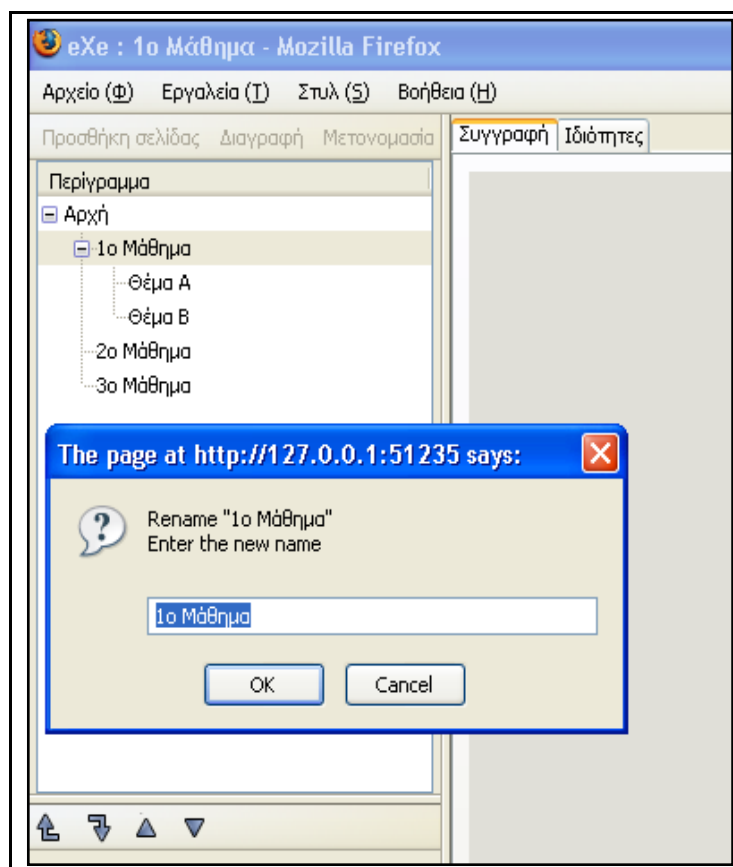 eXe : 1ο Μάθημα - Mozilla Firefox
Αρχείο (Φ) Εργαλεία (Τ) Στυλ (S) Βοήθεια (Η)
Προσθήκη σελίδας Διαγραφή Μετονομασία
Συγγραφή Ιδιότητες
Περίγραμμα
Αρχή
1ο Μάθημα
Θέμα Α
Θέμα Β
2ο Μάθημα
3ο Μάθημα
The page at http://127.0.0.1:51235 says:
Rename "1ο Μάθημα"
Enter the new name
1ο Μάθημα
OK Cancel